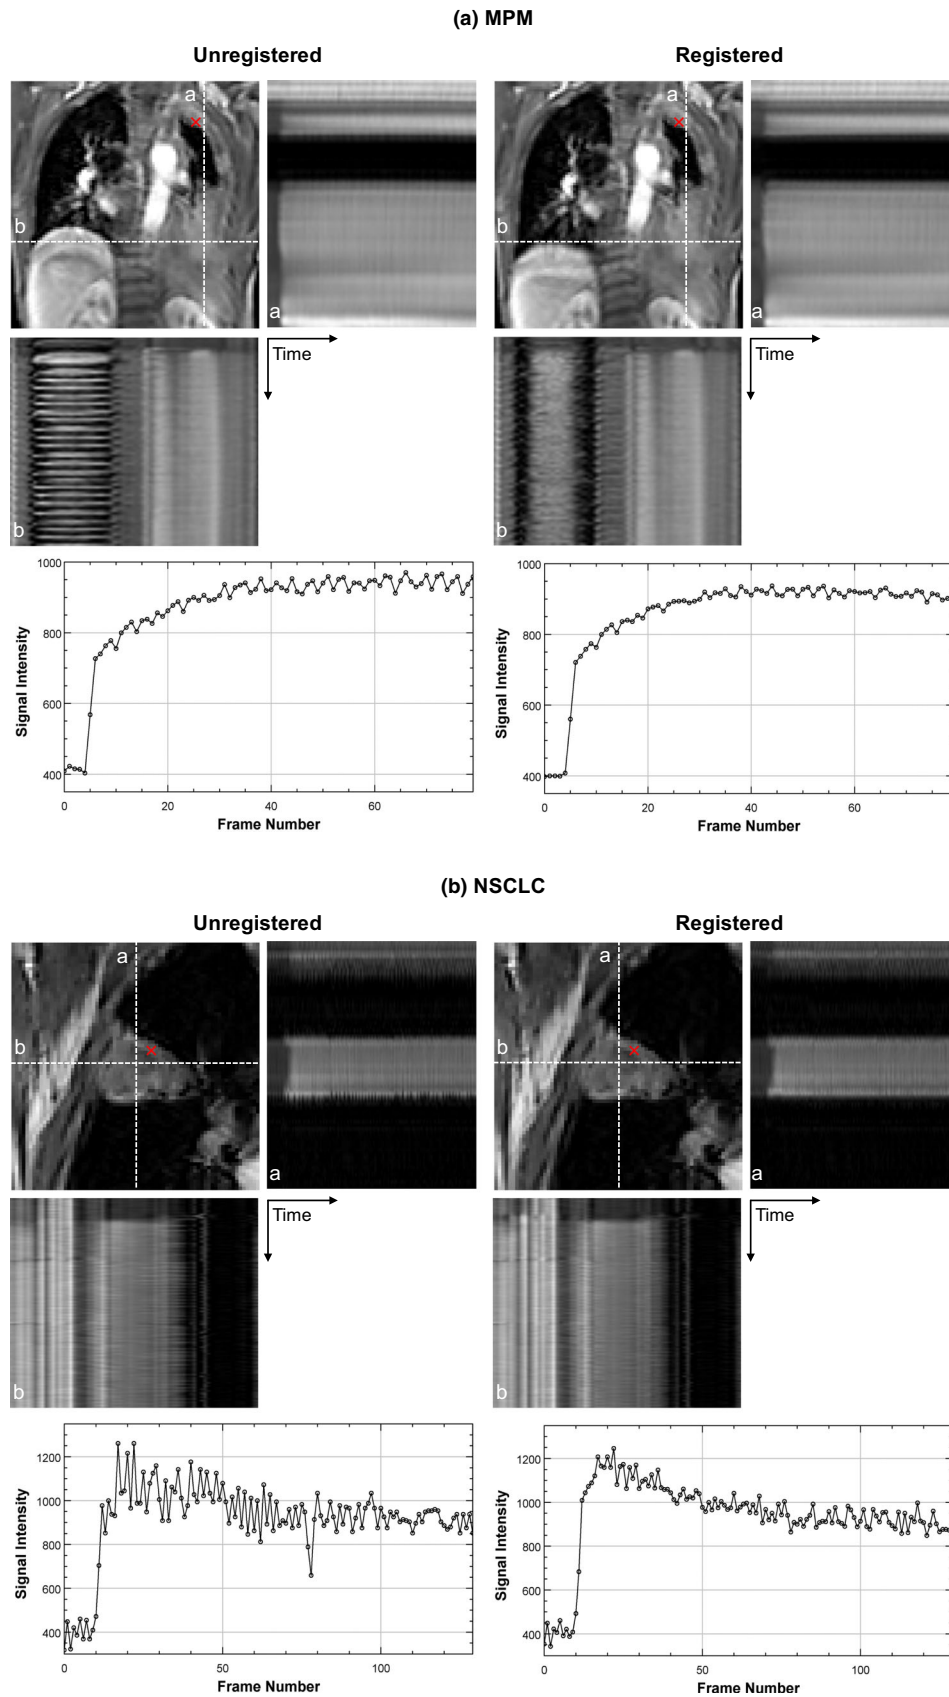 (a) MPM
Unregistered
Registered
a
b
a
b
Time
a
b
a
b
Time
1000
800
600
400
0
20
40
60
Signal Intensity
Frame Number
1000
800
600
400
0
20
40
60
Signal Intensity
Frame Number
(b) NSCLC
Unregistered
Registered
a
b
a
b
Time
a
b
a
b
Time
1200
1000
800
600
400
0
50
100
Signal Intensity
Frame Number
1200
1000
800
600
400
0
50
100
Signal Intensity
Frame Number